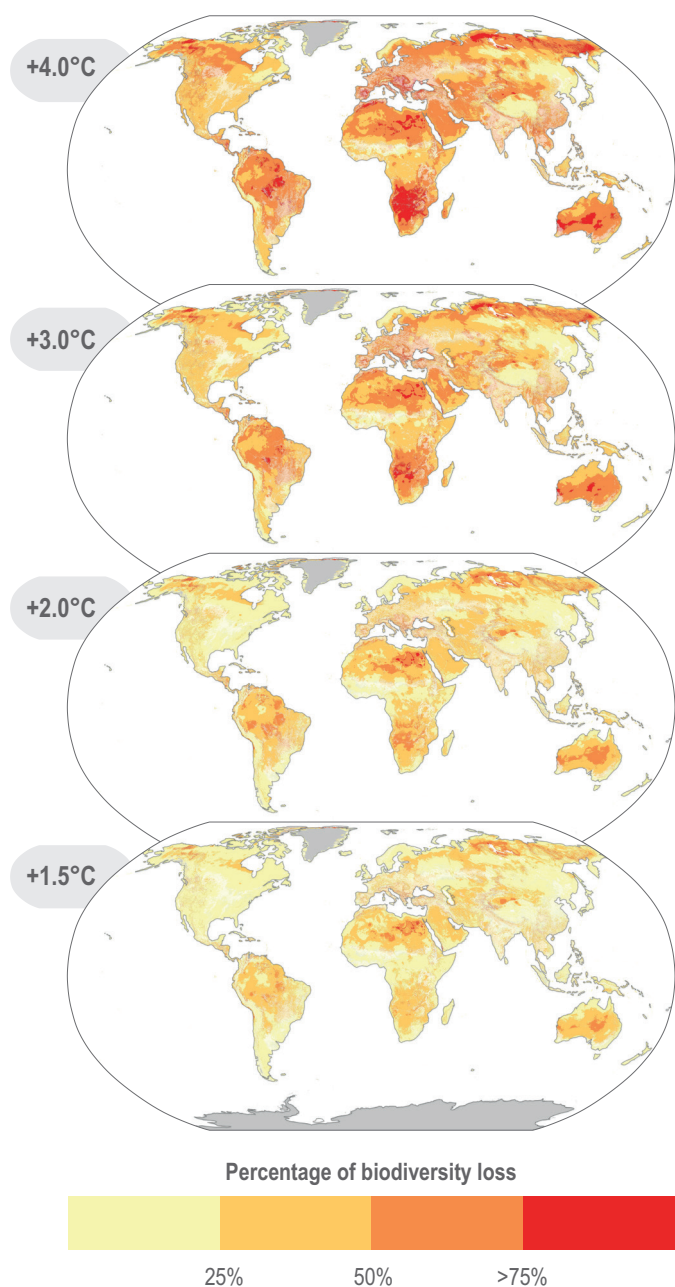 +4.0°C
+3.0°C
+2.0°C
+1.5°C
Percentage of biodiversity loss
25% 50% >75%